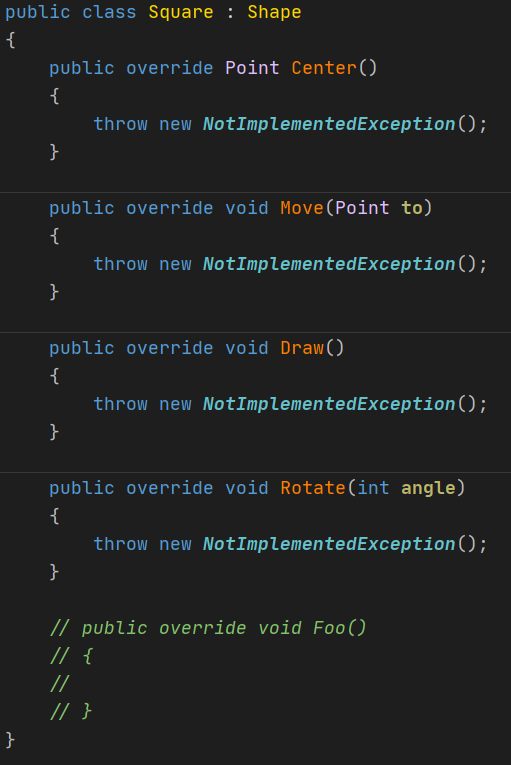 public class Square : Shape
{
    public override Point Center()
    {
        throw new NotImplementedException();
    }
    public override void Move(Point to)
    {
        throw new NotImplementedException();
    }
    public override void Draw()
    {
        throw new NotImplementedException();
    }
    public override void Rotate(int angle)
    {
        throw new NotImplementedException();
    }
    // public override void Foo()
    // {
    //
    // }
}